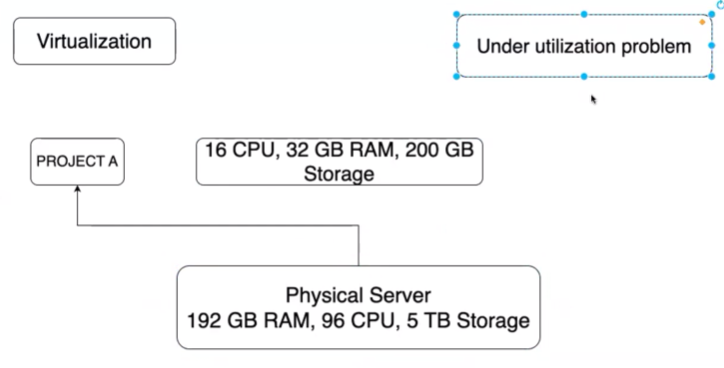 Virtualization
Under utilization problem
PROJECT A
16 CPU, 32 GB RAM, 200 GB
Storage
Physical Server
192 GB RAM, 96 CPU, 5 TB Storage